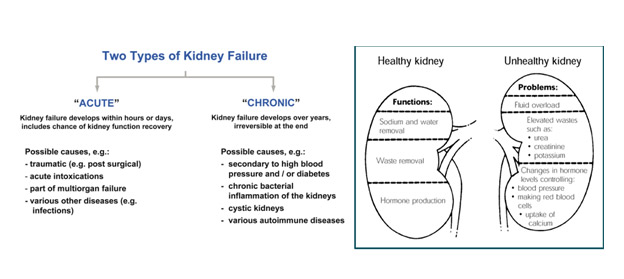 Two Types of Kidney Failure
“ACUTE”
Kidney failure develops within hours or days,
includes chance of kidney function recovery
Possible causes, e.g.:
- traumatic (e.g. post surgical)
- acute intoxications
- part of multiorgan failure
- various other diseases (e.g.
infections)
“CHRONIC”
Kidney failure develops over years,
irreversible at the end
Possible causes, e.g.:
- secondary to high blood
pressure and / or diabetes
- chronic bacterial
inflammation of the kidneys
- cystic kidneys
- various autoimmune diseases
Healthy kidney
Functions:
Sodium and water
removal
Waste removal
Hormone production
Unhealthy kidney
Problems:
Fluid overload
Elevated wastes
such as:
• urea
• creatinine
• potassium
Changes in hormone
levels controlling:
• blood pressure
• making red blood
cells
• uptake of
calcium